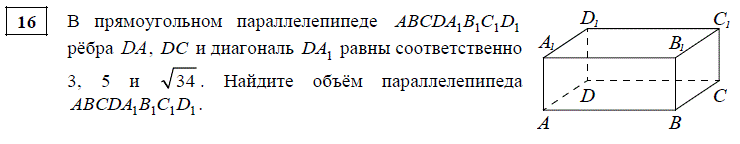 16
В прямоугольном параллелепипеде ABCDA₁B₁C₁D₁
рёбра DA, DC и диагональ DA₁ равны соответственно
3, 5 и √34. Найдите объём параллелепипеда
ABCDA₁B₁C₁D₁.
D₁
C₁
A₁
B₁
D
C
A
B